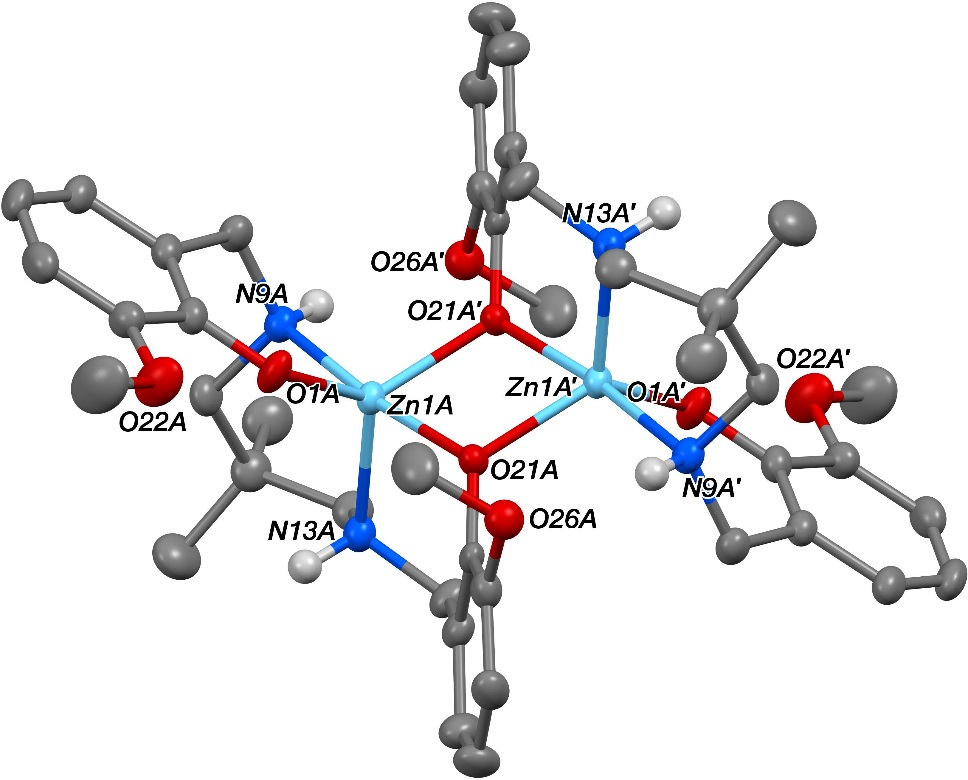 N13A′
O26A′
N9A
O21A′
O22A′
Zn1A′
O1A′
O1A
Zn1A
O22A
O21A
N9A′
O26A
N13A